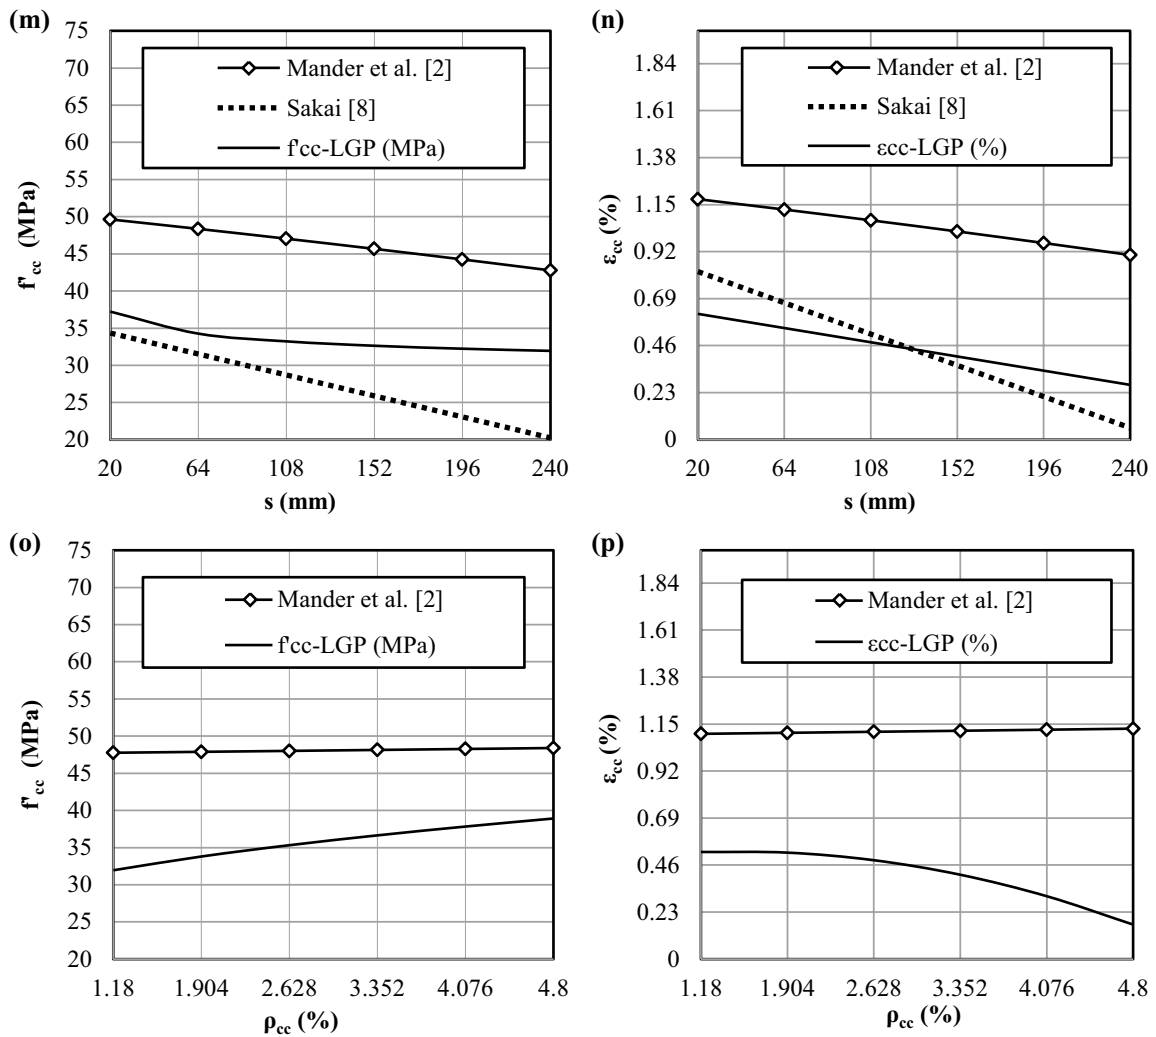 (m)
75
70
65
60
55
50
45
40
35
30
25
20
f'cc (MPa)
Mander et al. [2]
Sakai [8]
f'cc-LGP (MPa)
20 64 108 152 196 240
s (mm)
(n)
1.84
1.61
1.38
1.15
0.92
0.69
0.46
0.23
0
εcc (%)
Mander et al. [2]
Sakai [8]
εcc-LGP (%)
20 64 108 152 196 240
s (mm)
(o)
75
70
65
60
55
50
45
40
35
30
25
20
f'cc (MPa)
Mander et al. [2]
f'cc-LGP (MPa)
1.18 1.904 2.628 3.352 4.076 4.8
ρcc (%)
(p)
1.84
1.61
1.38
1.15
0.92
0.69
0.46
0.23
0
εcc (%)
Mander et al. [2]
εcc-LGP (%)
1.18 1.904 2.628 3.352 4.076 4.8
ρcc (%)